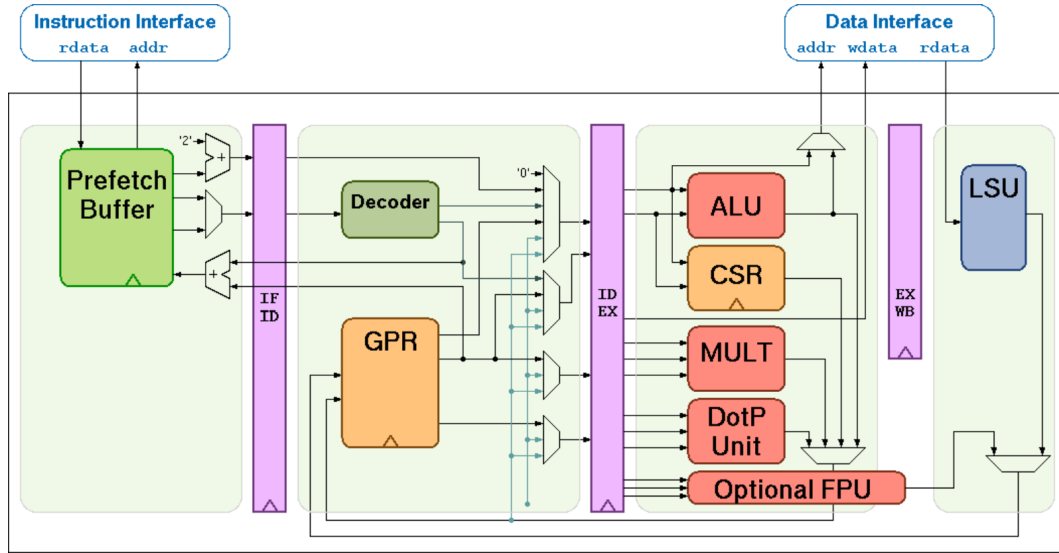 Instruction Interface
rdata addr
Data Interface
addr wdata rdata
'2'
+
Prefetch
Buffer
+
IF
ID
Decoder
GPR
'0'
ID
EX
ALU
CSR
MULT
DotP
Unit
Optional FPU
EX
WB
LSU